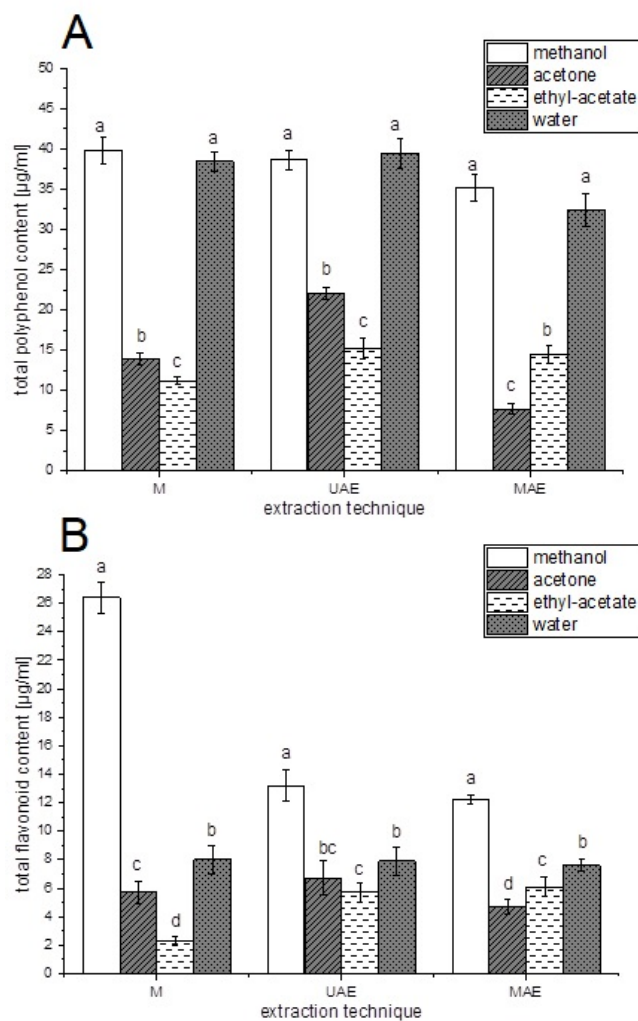 A
methanol
acetone
ethyl-acetate
water
total polyphenol content [µg/ml]
50
45
40
35
30
25
20
15
10
5
0
a
b
c
a
a
b
c
a
a
c
b
a
M
UAE
MAE
extraction technique
B
methanol
acetone
ethyl-acetate
water
total flavonoid content [µg/ml]
28
26
24
22
20
18
16
14
12
10
8
6
4
2
0
a
c
d
b
a
bc
c
b
a
d
c
b
M
UAE
MAE
extraction technique